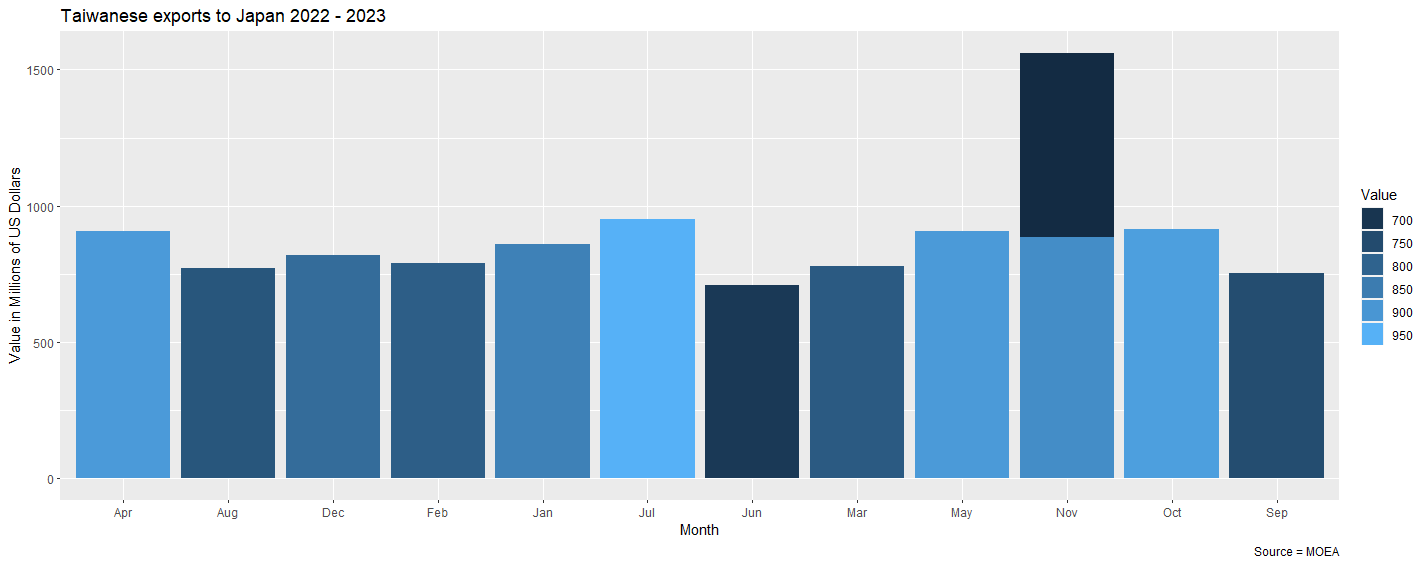 Taiwanese exports to Japan 2022 - 2023
Value in Millions of US Dollars
1500
1000
500
0
Apr Aug Dec Feb Jan Jul Jun Mar May Nov Oct Sep
Month
Value
700
750
800
850
900
950
Source = MOEA